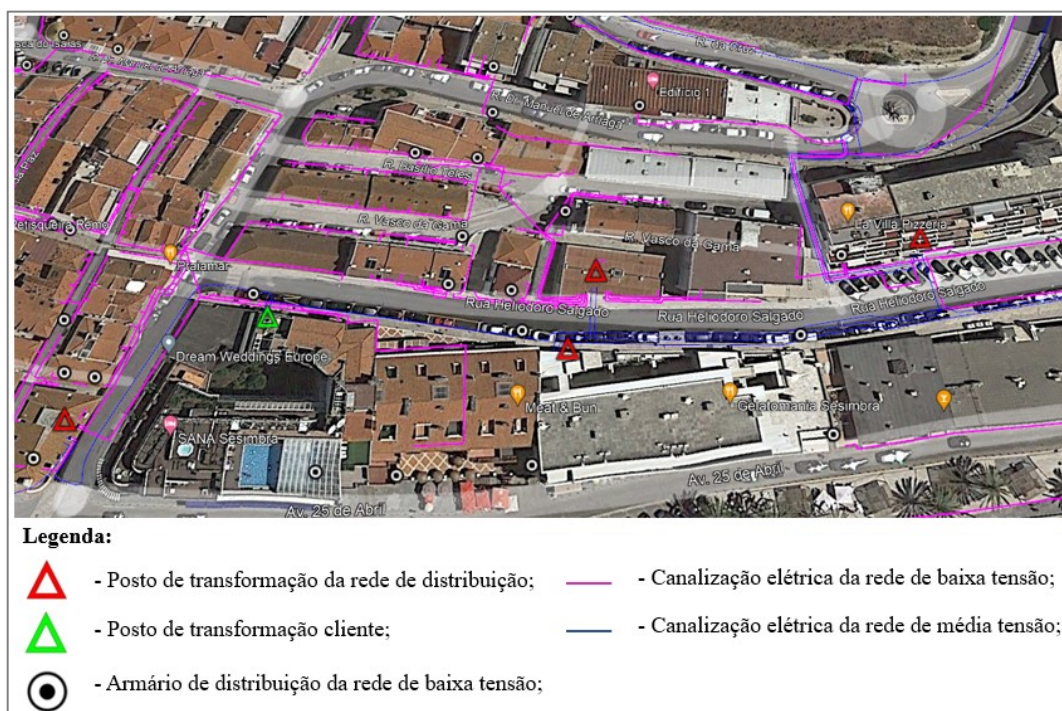 R. da Cruz
Edifício 1
R. Dr. Manuel de Arriaga
R. Basílio Teles
R. Vasco da Gama
La Villa Pizzeria
R. Vasco da Gama
Praiamar
Rua Heliodoro Salgado
Rua Heliodoro Salgado
Rua Heliodoro Salgado
Dream Weddings Europe
Meat & Bun
Gelatomania Sesimbra
SANA Sesimbra
Av. 25 de Abril
Av. 25 de Abril
Legenda:
- Posto de transformação da rede de distribuição;
- Canalização elétrica da rede de baixa tensão;
- Posto de transformação cliente;
- Canalização elétrica da rede de média tensão;
- Armário de distribuição da rede de baixa tensão;